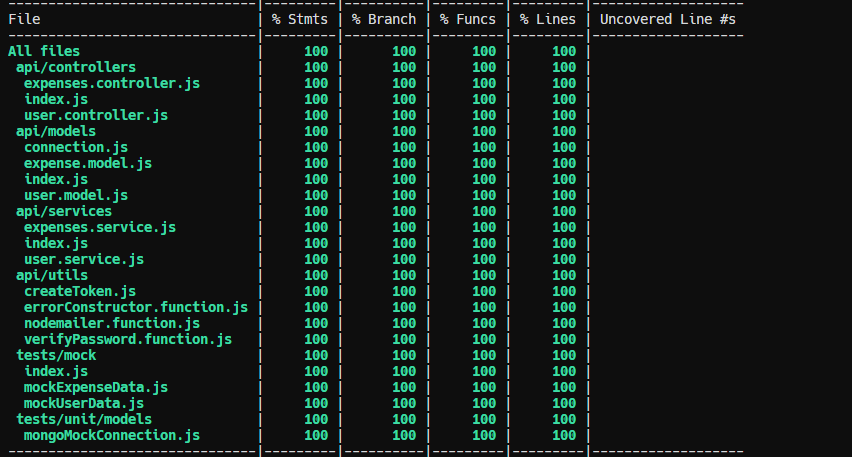 --------------------------------|---------|----------|---------|---------|-------------------
File                            | % Stmts | % Branch | % Funcs | % Lines | Uncovered Line #s
--------------------------------|---------|----------|---------|---------|-------------------
All files                       |     100 |      100 |     100 |     100 |
 api/controllers                |     100 |      100 |     100 |     100 |
  expenses.controller.js        |     100 |      100 |     100 |     100 |
  index.js                      |     100 |      100 |     100 |     100 |
  user.controller.js            |     100 |      100 |     100 |     100 |
 api/models                     |     100 |      100 |     100 |     100 |
  connection.js                 |     100 |      100 |     100 |     100 |
  expense.model.js              |     100 |      100 |     100 |     100 |
  index.js                      |     100 |      100 |     100 |     100 |
  user.model.js                 |     100 |      100 |     100 |     100 |
 api/services                   |     100 |      100 |     100 |     100 |
  expenses.service.js           |     100 |      100 |     100 |     100 |
  index.js                      |     100 |      100 |     100 |     100 |
  user.service.js               |     100 |      100 |     100 |     100 |
 api/utils                      |     100 |      100 |     100 |     100 |
  createToken.js                |     100 |      100 |     100 |     100 |
  errorConstructor.function.js  |     100 |      100 |     100 |     100 |
  nodemailer.function.js        |     100 |      100 |     100 |     100 |
  verifyPassword.function.js    |     100 |      100 |     100 |     100 |
 tests/mock                     |     100 |      100 |     100 |     100 |
  index.js                      |     100 |      100 |     100 |     100 |
  mockExpenseData.js            |     100 |      100 |     100 |     100 |
  mockUserData.js               |     100 |      100 |     100 |     100 |
 tests/unit/models              |     100 |      100 |     100 |     100 |
  mongoMockConnection.js        |     100 |      100 |     100 |     100 |
--------------------------------|---------|----------|---------|---------|-------------------